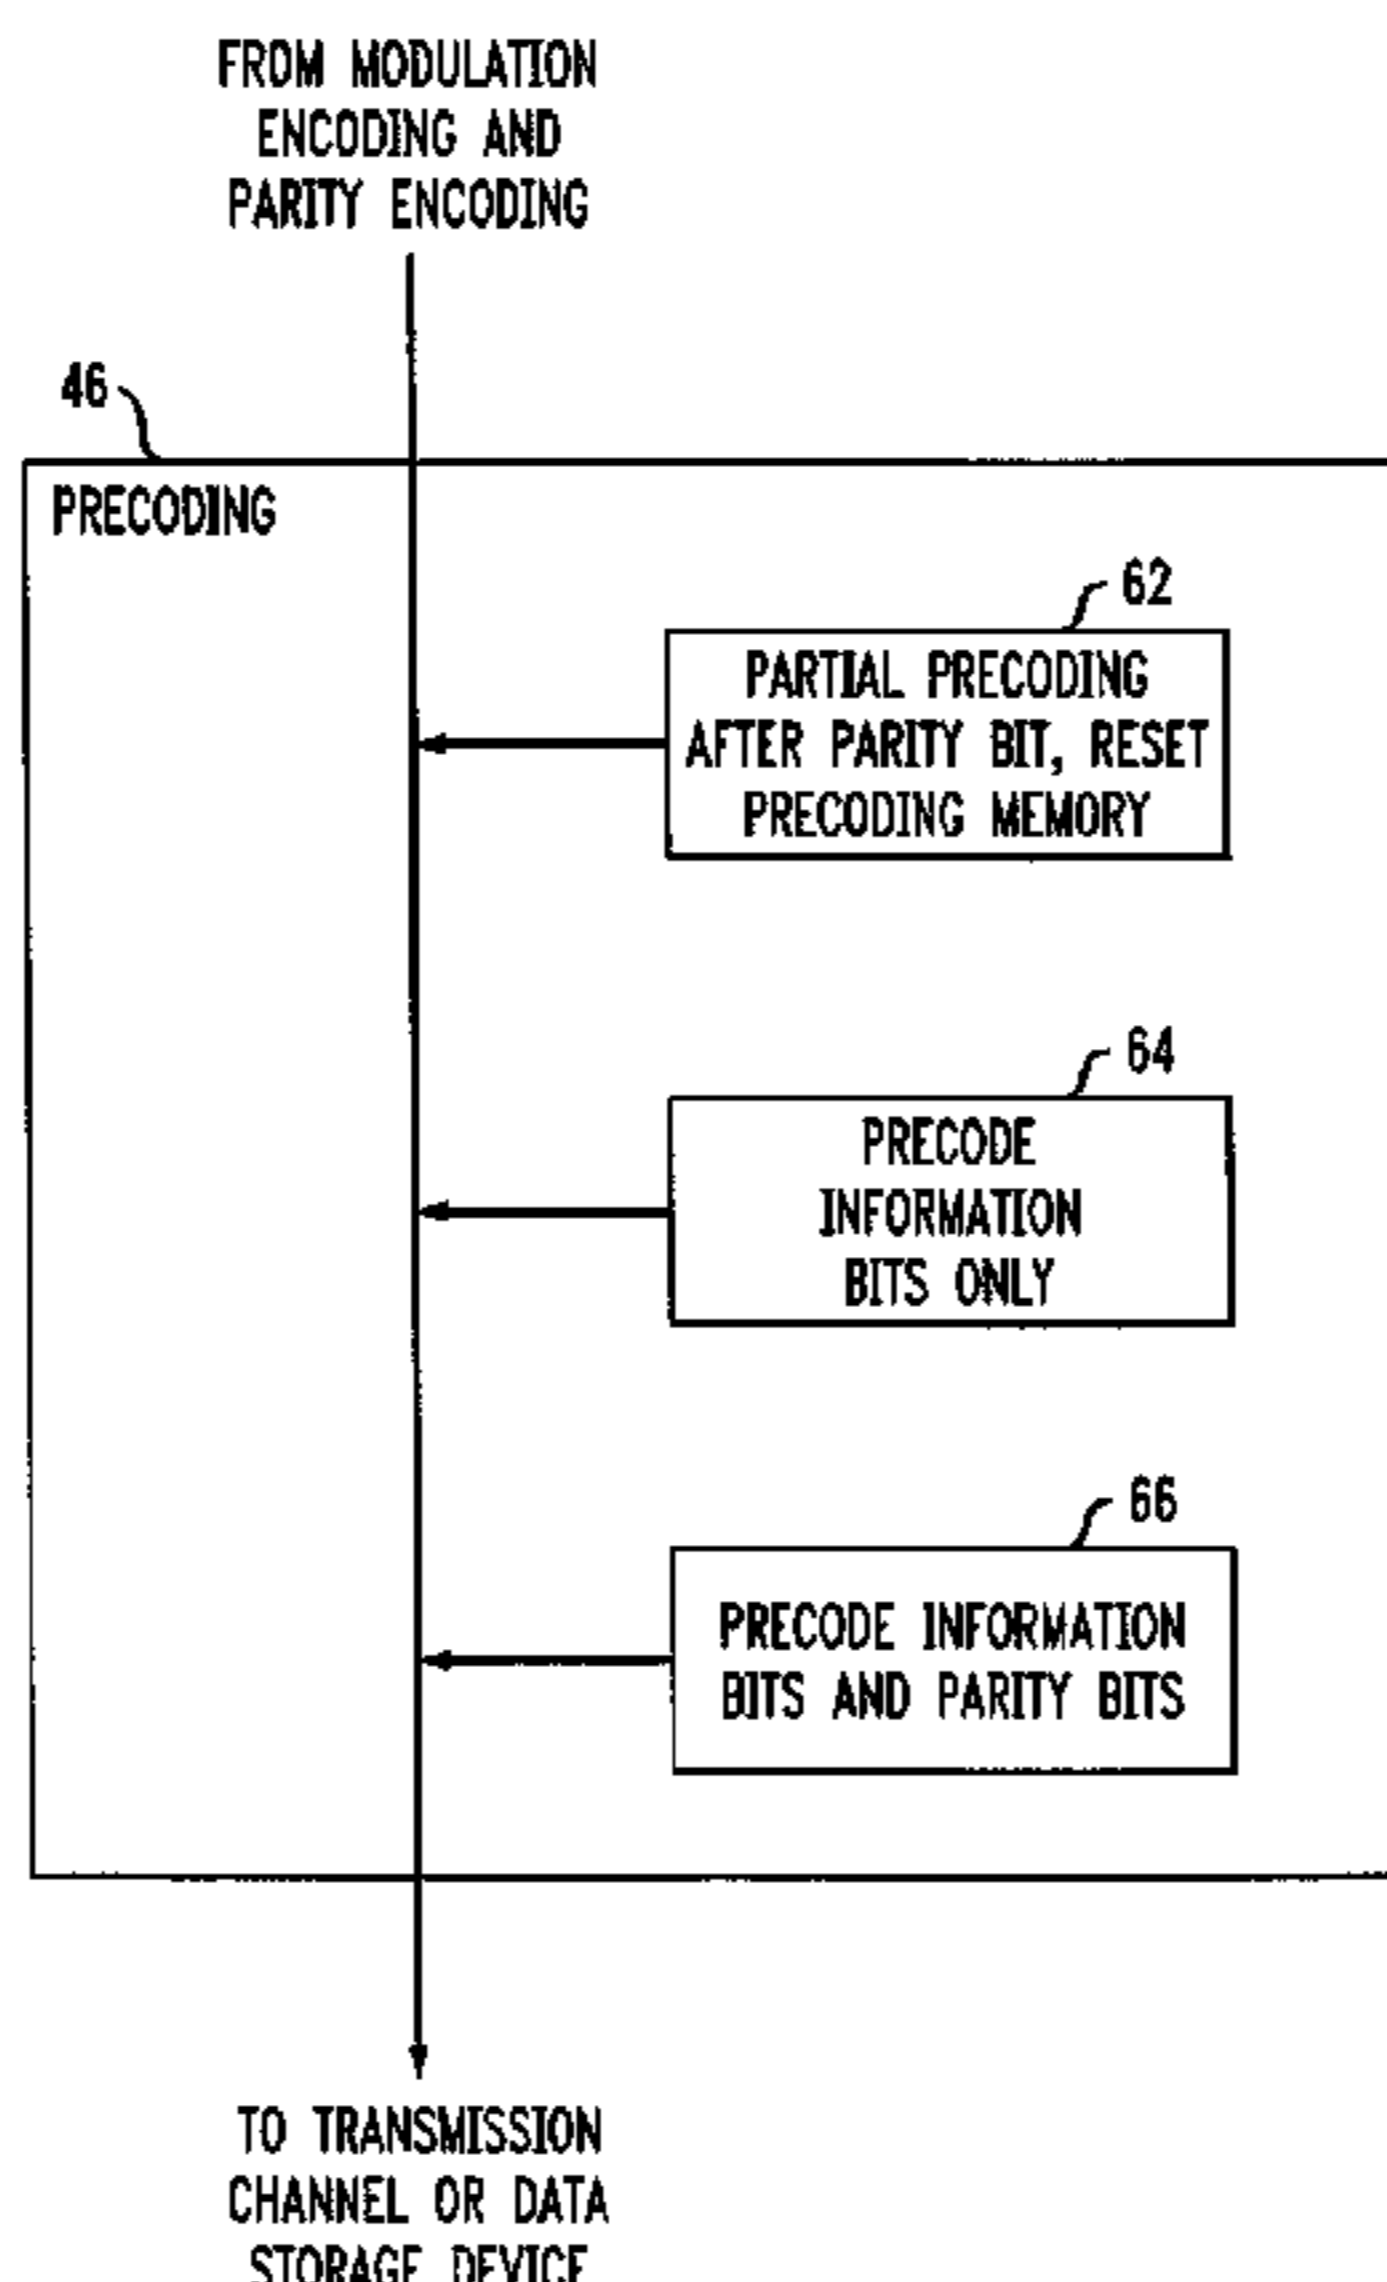 FROM MODULATION
ENCODING AND
PARITY ENCODING
46
PRECODING
62
PARTIAL PRECODING
AFTER PARITY BIT, RESET
PRECODING MEMORY
64
PRECODE
INFORMATION
BITS ONLY
66
PRECODE INFORMATION
BITS AND PARITY BITS
TO TRANSMISSION
CHANNEL OR DATA
STORAGE DEVICE